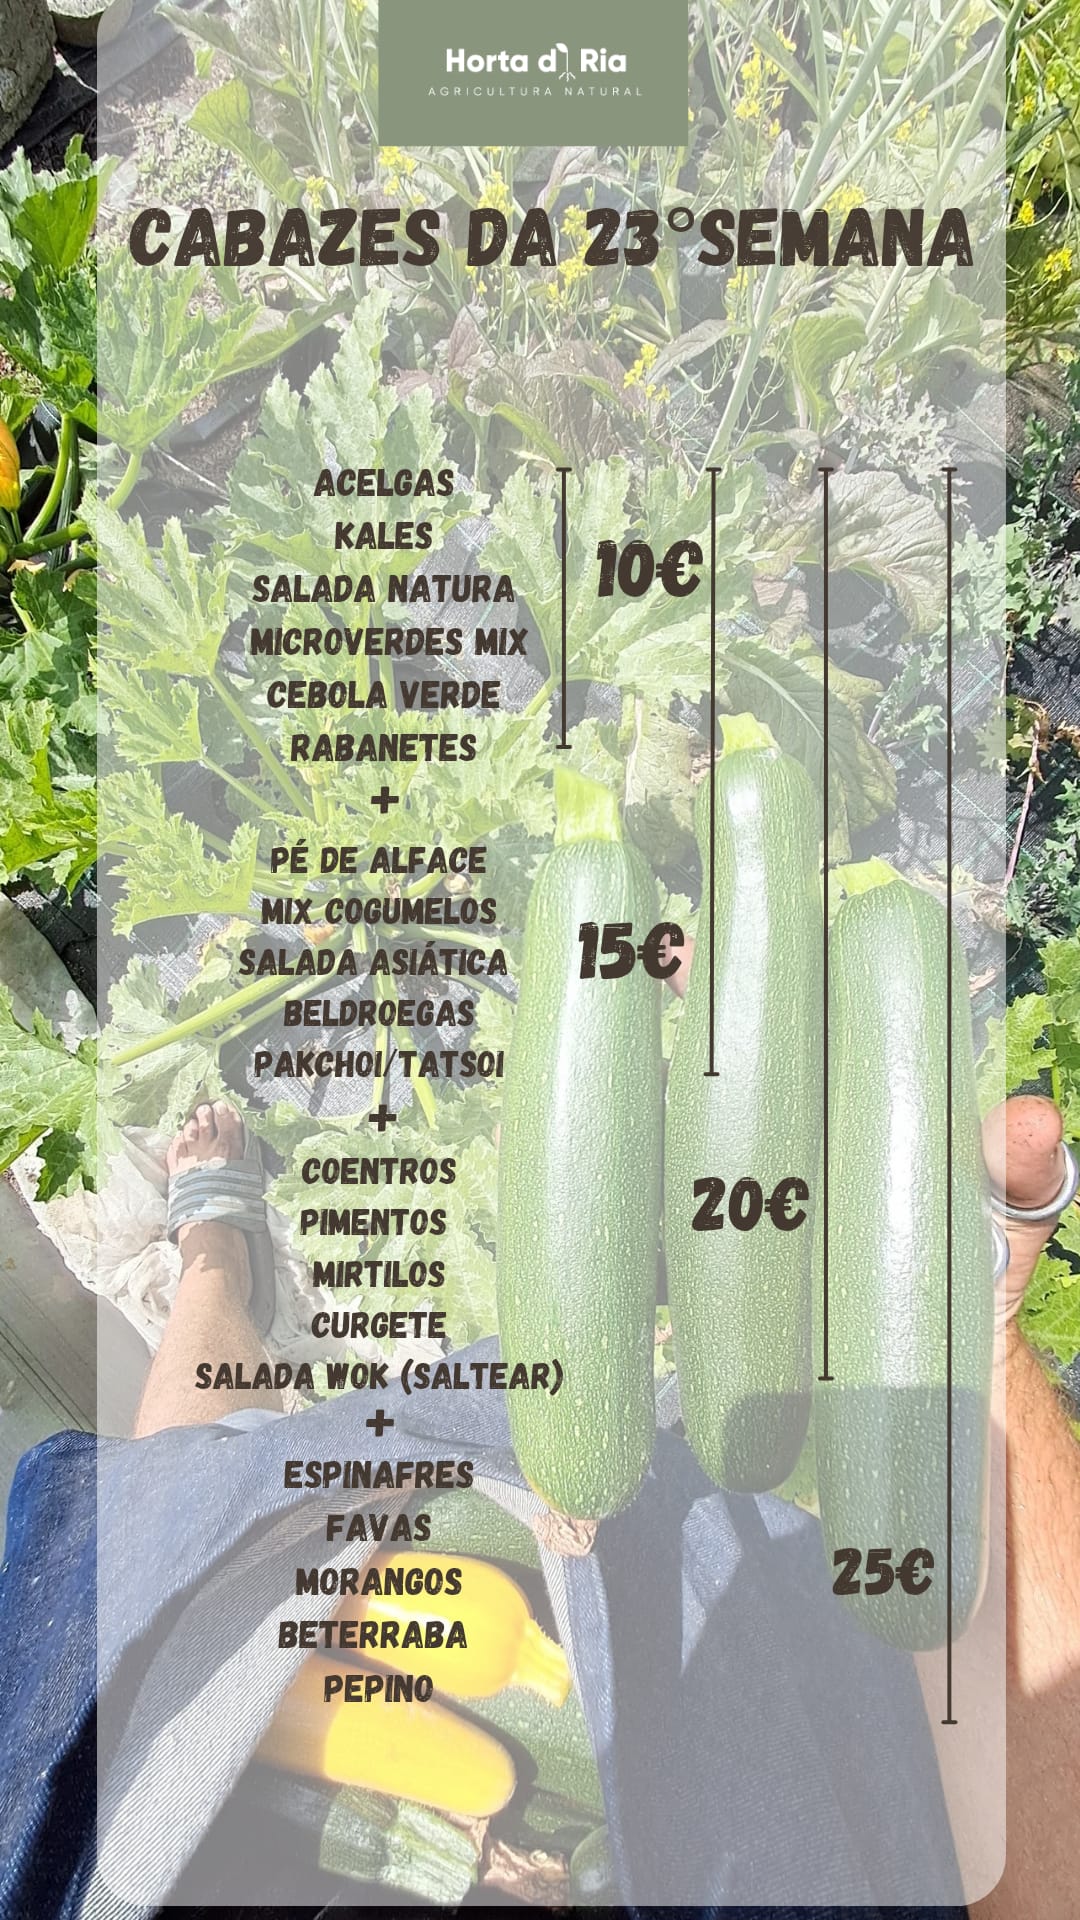 Horta d' Ria
AGRICULTURA NATURAL
CABAZES DA 23°SEMANA
ACELGAS
KALES
10€
SALADA NATURA
MICROVERDES MIX
CEBOLA VERDE
RABANETES
+
PÉ DE ALFACE
MIX COGUMELOS
15€
SALADA ASIÁTICA
BELDROEGAS
PAKCHOI/TATSOI
+
COENTROS
PIMENTOS
20€
MIRTILOS
CURGETE
SALADA WOK (SALTEAR)
+
ESPINAFRES
FAVAS
25€
MORANGOS
BETERRABA
PEPINO